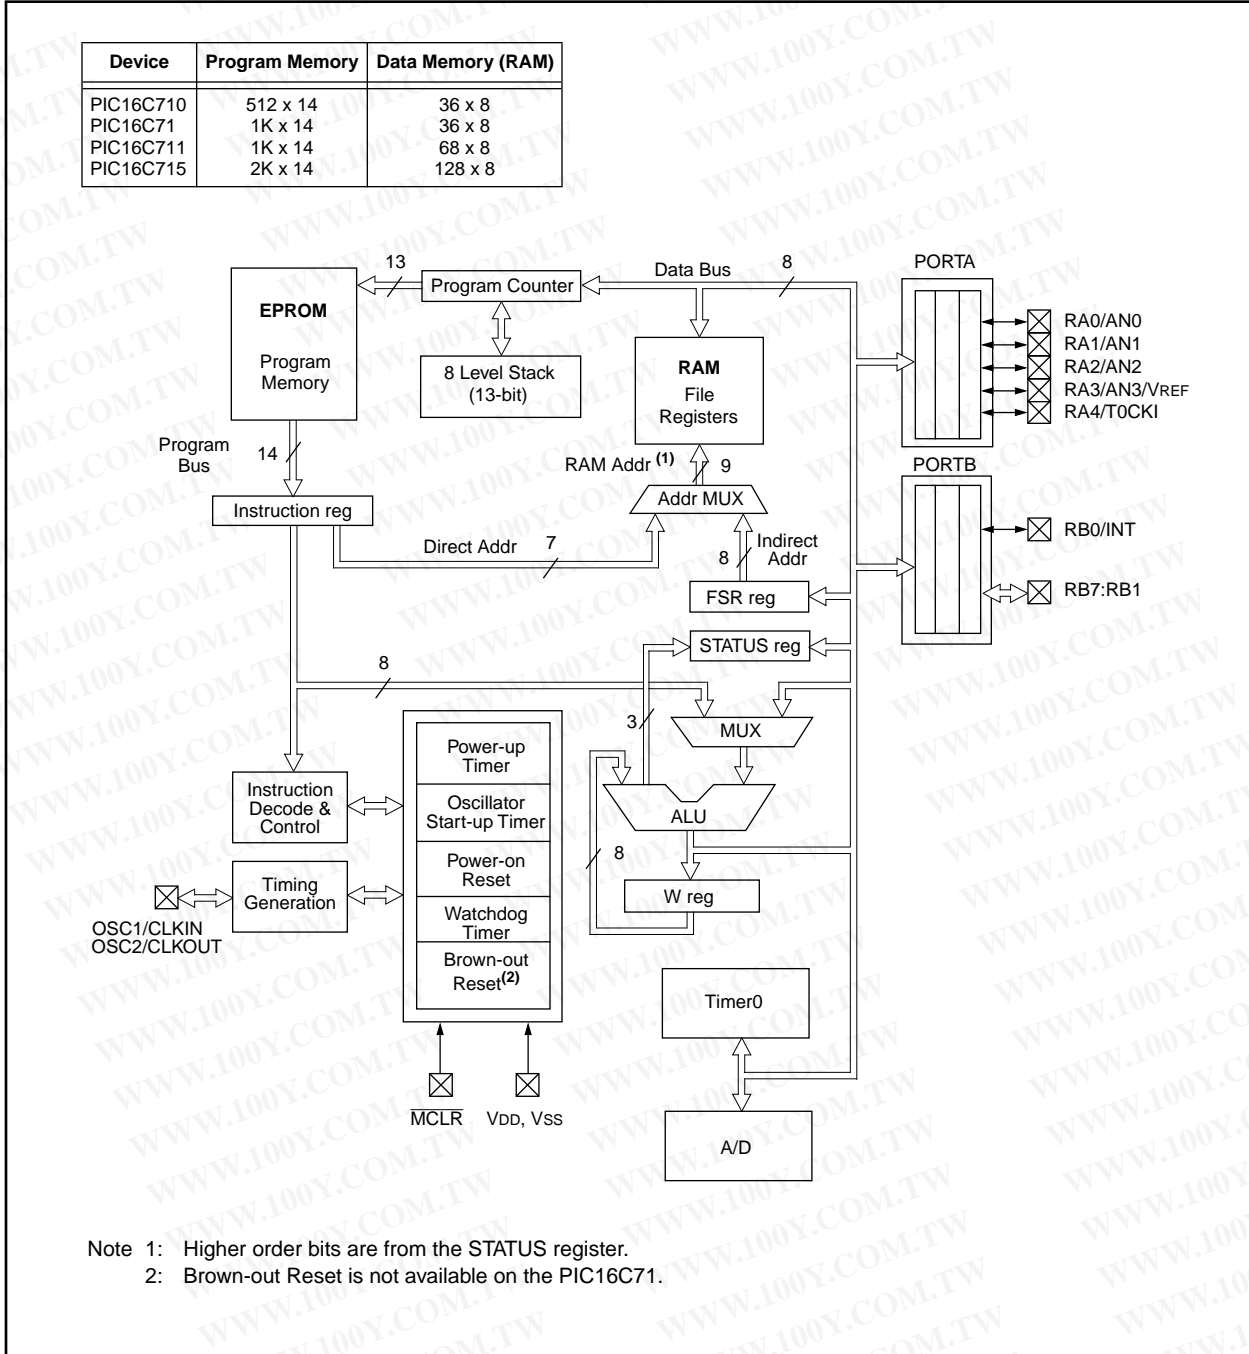 Device Program Memory Data Memory (RAM)
PIC16C710 512 x 14 36 x 8
PIC16C71 1K x 14 36 x 8
PIC16C711 1K x 14 68 x 8
PIC16C715 2K x 14 128 x 8
EPROM
Program
Memory
13
Program Counter
Data Bus
8
8 Level Stack
(13-bit)
RAM
File
Registers
PORTA
RA0/AN0
RA1/AN1
RA2/AN2
RA3/AN3/VREF
RA4/T0CKI
PORTB
RB0/INT
RB7:RB1
Program
Bus
14
Instruction reg
RAM Addr (1)
9
Addr MUX
Direct Addr
7
8
Indirect
Addr
FSR reg
STATUS reg
8
3
MUX
ALU
8
W reg
Power-up
Timer
Oscillator
Start-up Timer
Power-on
Reset
Watchdog
Timer
Brown-out
Reset(2)
Instruction
Decode &
Control
Timing
Generation
OSC1/CLKIN
OSC2/CLKOUT
MCLR
VDD, VSS
Timer0
A/D
Note 1: Higher order bits are from the STATUS register.
2: Brown-out Reset is not available on the PIC16C71.
WWW.100Y.COM.TW